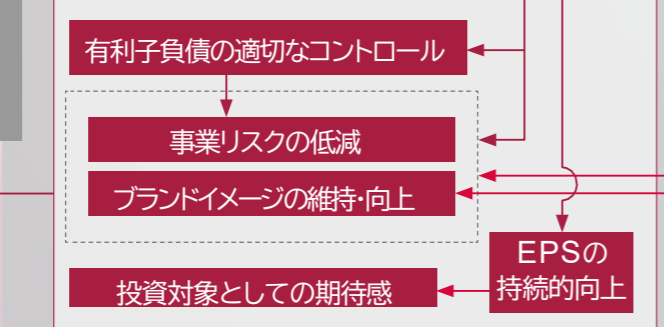 有利子負債の適切なコントロール
事業リスクの低減
ブランドイメージの維持・向上
EPSの
持続的向上
投資対象としての期待感